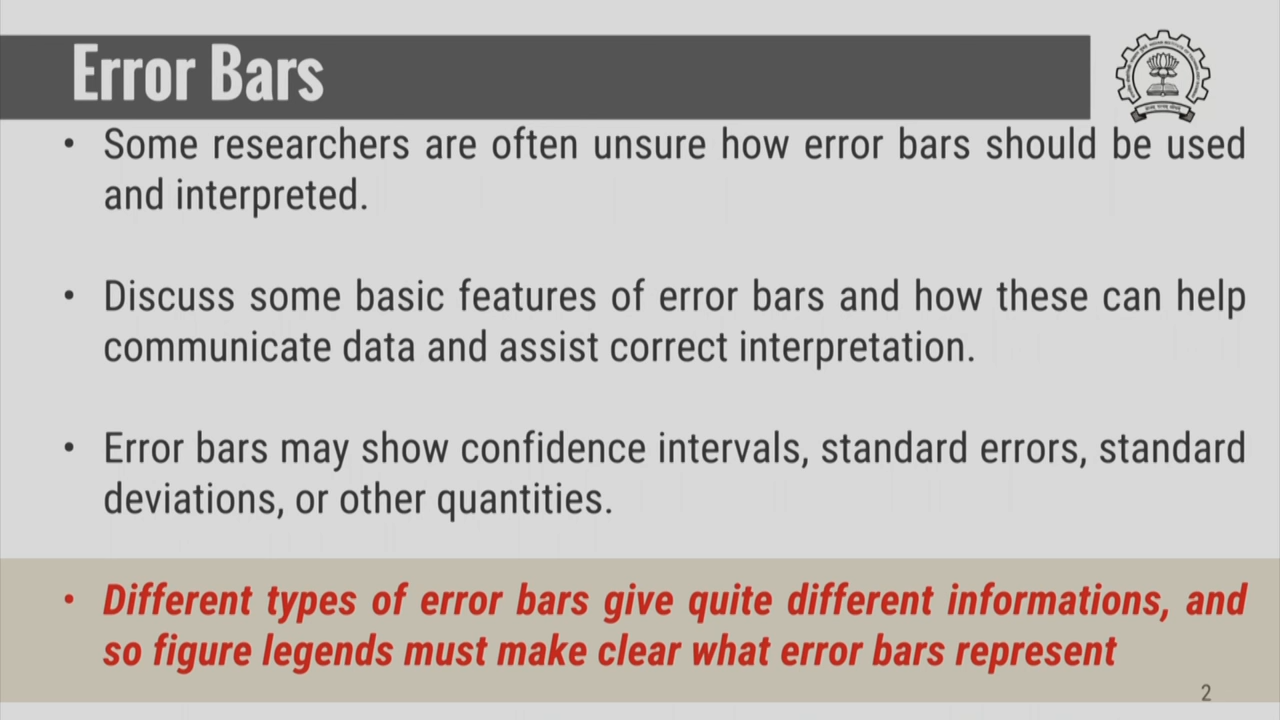 Error Bars
• Some researchers are often unsure how error bars should be used
and interpreted.
• Discuss some basic features of error bars and how these can help
communicate data and assist correct interpretation.
• Error bars may show confidence intervals, standard errors, standard
deviations, or other quantities.
• Different types of error bars give quite different informations, and
so figure legends must make clear what error bars represent
2